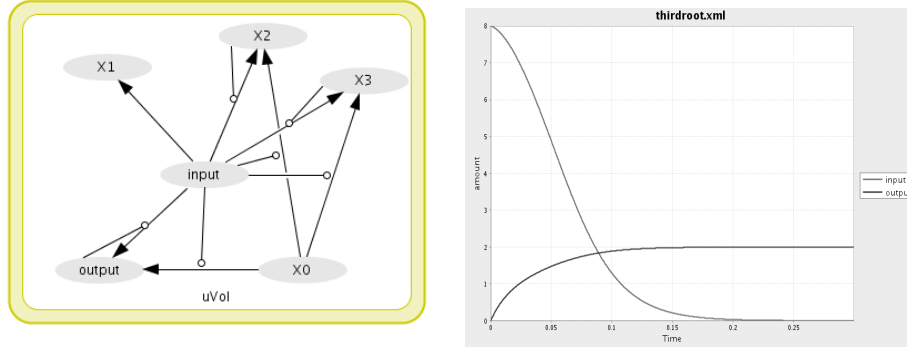 X2
X1
X3
input
output
X0
uVol
thirdroot.xml
8
7
6
5
4
3
2
1
0
amount
0 0.05 0.1 0.15 0.2 0.25
Time
input
outpu